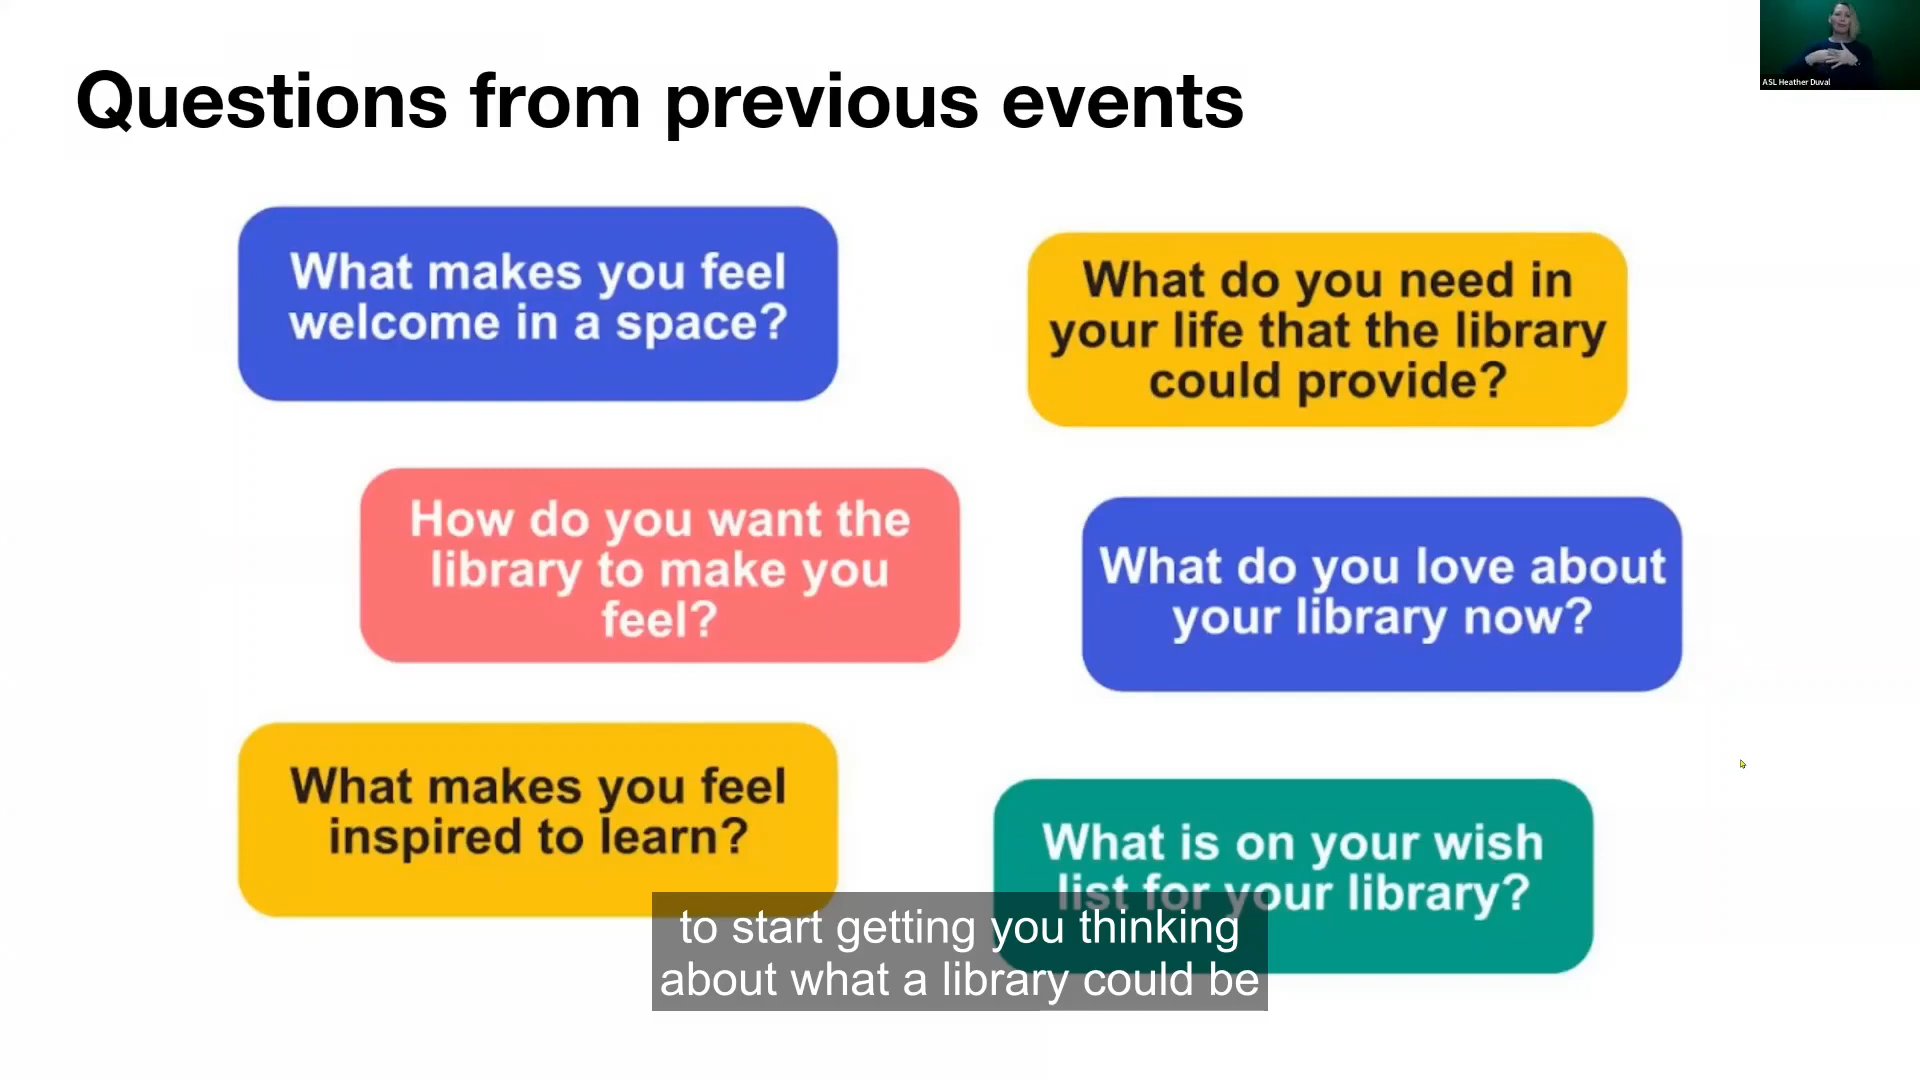 Questions from previous events
ASL Heather Duval
What makes you feel
welcome in a space?
What do you need in
your life that the library
could provide?
How do you want the
library to make you
feel?
What do you love about
your library now?
What makes you feel
inspired to learn?
What is on your wish
list for your library?
to start getting you thinking
about what a library could be